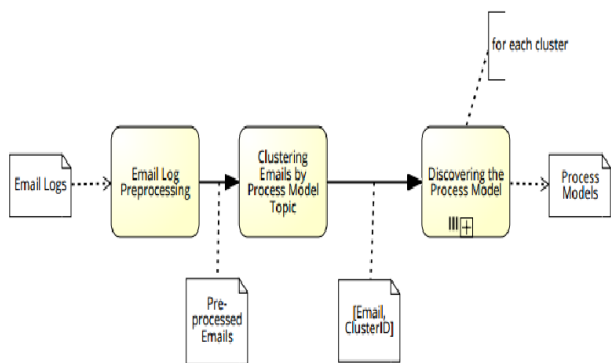 for each cluster
Email Logs
Email Log
Preprocessing
Clustering
Emails by
Process Model
Topic
Discovering the
Process Model
Process
Models
Pre-
processed
Emails
[Email,
ClusterID]